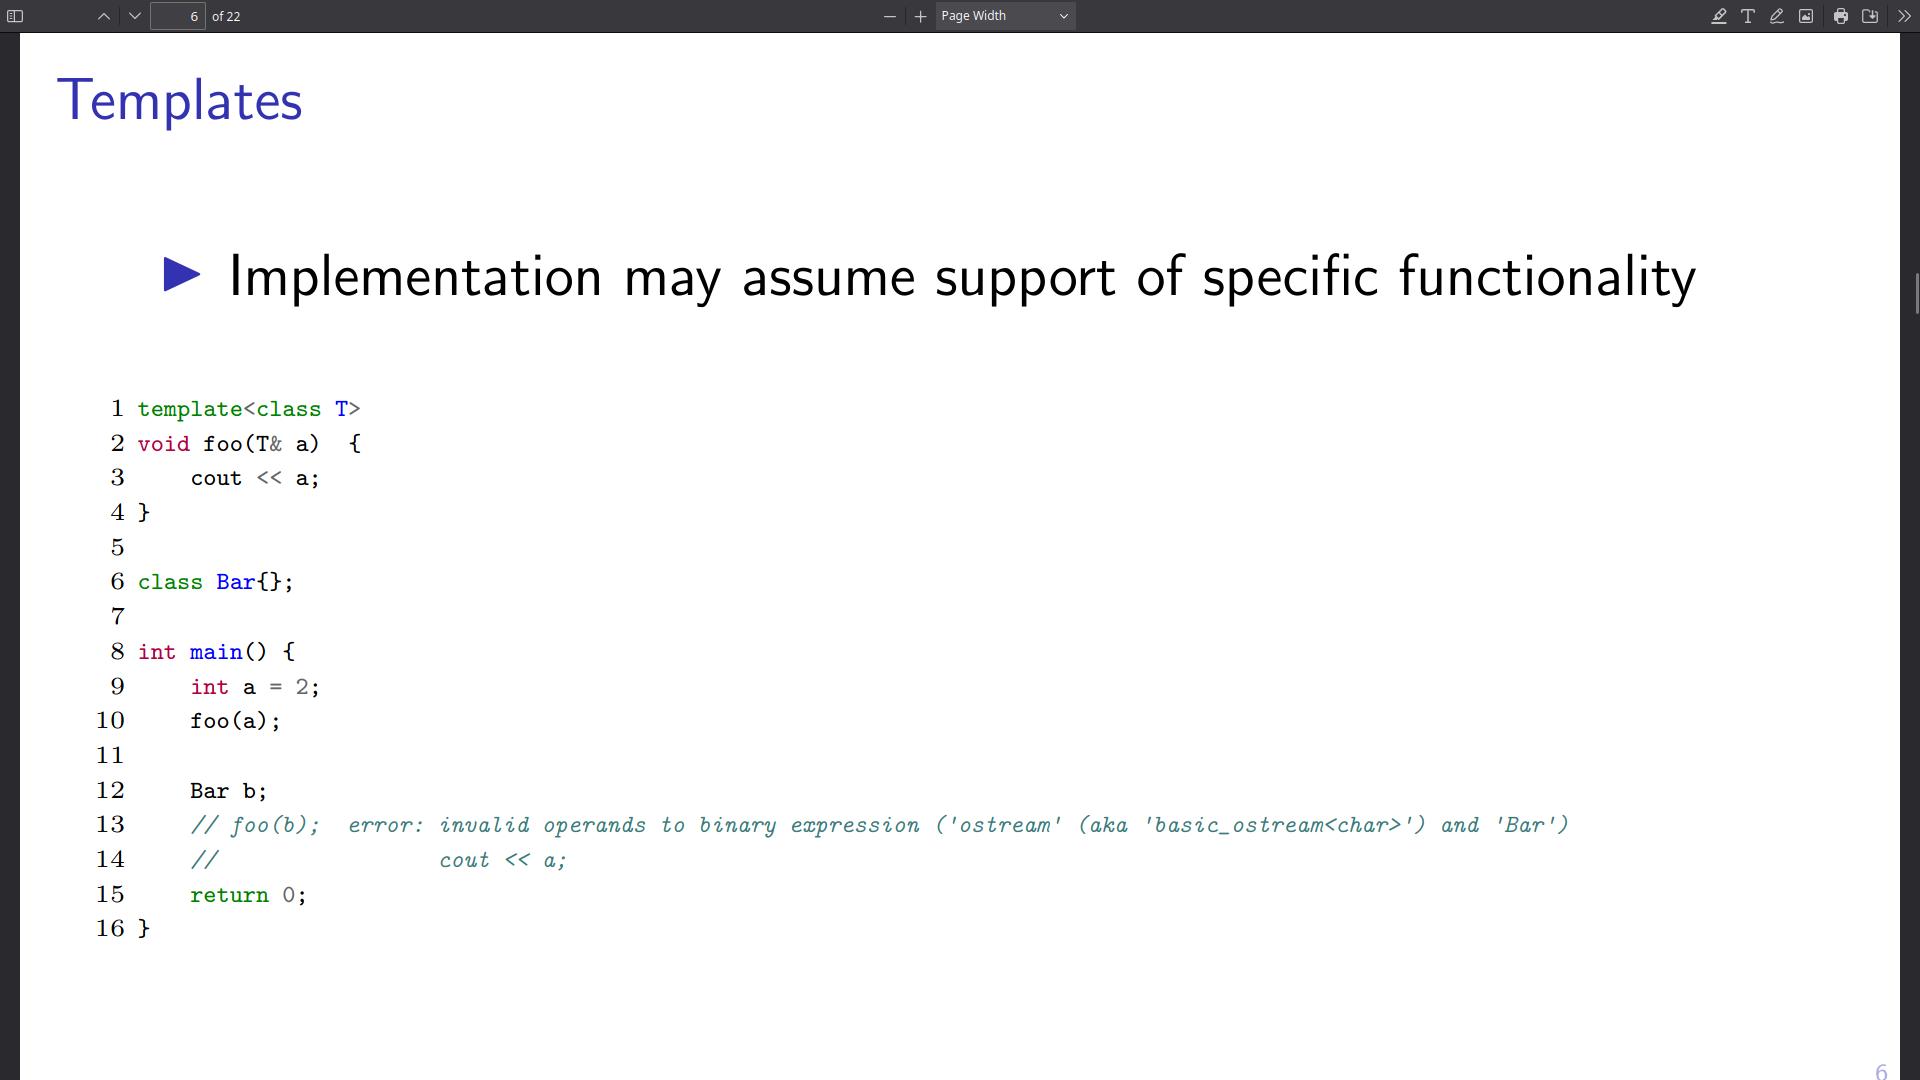 6 of 22 Page Width
Templates
Implementation may assume support of specific functionality
1 template<class T>
2 void foo(T& a)  {
3     cout << a;
4 }
5
6 class Bar{};
7
8 int main() {
9     int a = 2;
10     foo(a);
11
12     Bar b;
13     // foo(b);  error: invalid operands to binary expression ('ostream' (aka 'basic_ostream<char>') and 'Bar')
14     //                 cout << a;
15     return 0;
16 }
6